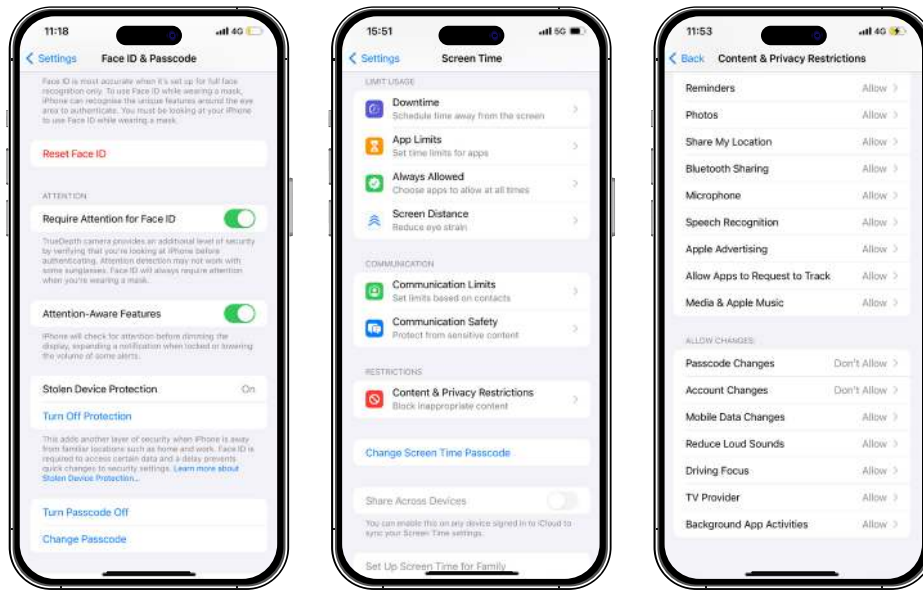 11:18
4G
Settings
Face ID & Passcode
Face ID is most accurate when it's set up for full face
recognition only. To use Face ID while wearing a mask,
iPhone can recognise the unique features around the eye
area to authenticate. You must be looking at your iPhone
to use Face ID while wearing a mask.
Reset Face ID
ATTENTION
Require Attention for Face ID
TrueDepth camera provides an additional level of security
by verifying that you're looking at iPhone before
authenticating. Attention detection may not work with
some sunglasses. Face ID will always require attention
when you're wearing a mask.
Attention-Aware Features
iPhone will check for attention before dimming the
display, expanding a notification when locked or lowering
the volume of some alerts.
Stolen Device Protection On
Turn Off Protection
This adds another layer of security when iPhone is away
from familiar locations such as home and work. Face ID is
required to access certain data and a delay prevents
quick changes to security settings. Learn more about
Stolen Device Protection...
Turn Passcode Off
Change Passcode
15:51
5G
Settings
Screen Time
LIMIT USAGE
Downtime
Schedule time away from the screen
App Limits
Set time limits for apps
Always Allowed
Choose apps to allow at all times
Screen Distance
Reduce eye strain
COMMUNICATION
Communication Limits
Set limits based on contacts
Communication Safety
Protect from sensitive content
RESTRICTIONS
Content & Privacy Restrictions
Block inappropriate content
Change Screen Time Passcode
Share Across Devices
You can enable this on any device signed in to iCloud to
sync your Screen Time settings.
Set Up Screen Time for Family
11:53
4G
Back
Content & Privacy Restrictions
Reminders Allow
Photos Allow
Share My Location Allow
Bluetooth Sharing Allow
Microphone Allow
Speech Recognition Allow
Apple Advertising Allow
Allow Apps to Request to Track Allow
Media & Apple Music Allow
ALLOW CHANGES:
Passcode Changes Don't Allow
Account Changes Don't Allow
Mobile Data Changes Allow
Reduce Loud Sounds Allow
Driving Focus Allow
TV Provider Allow
Background App Activities Allow